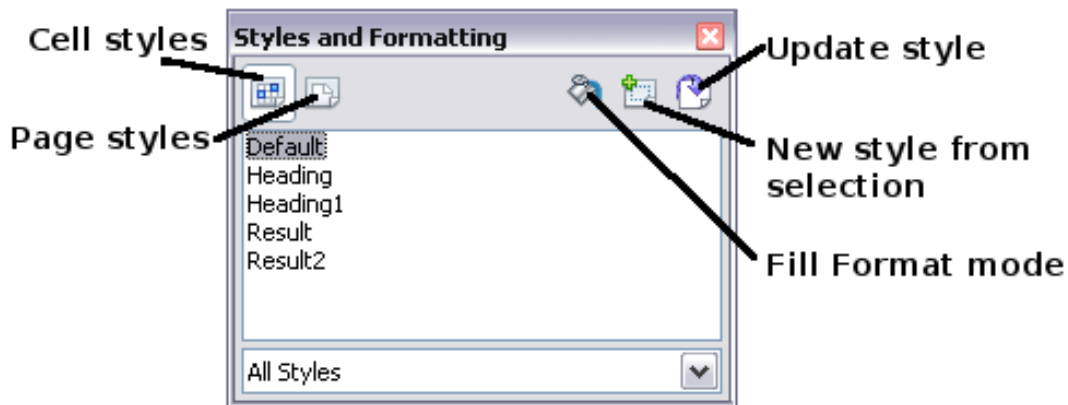 Cell styles
Styles and Formatting
Update style
Page styles
Default
Heading
Heading1
Result
Result2
New style from
selection
Fill Format mode
All Styles